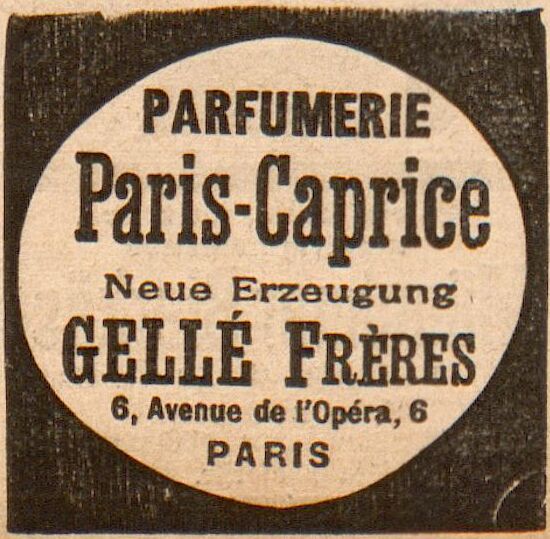 PARFUMERIE
Paris-Caprice
Neue Erzeugung
GELLÉ FRÈRES
6, Avenue de l'Opéra, 6
PARIS